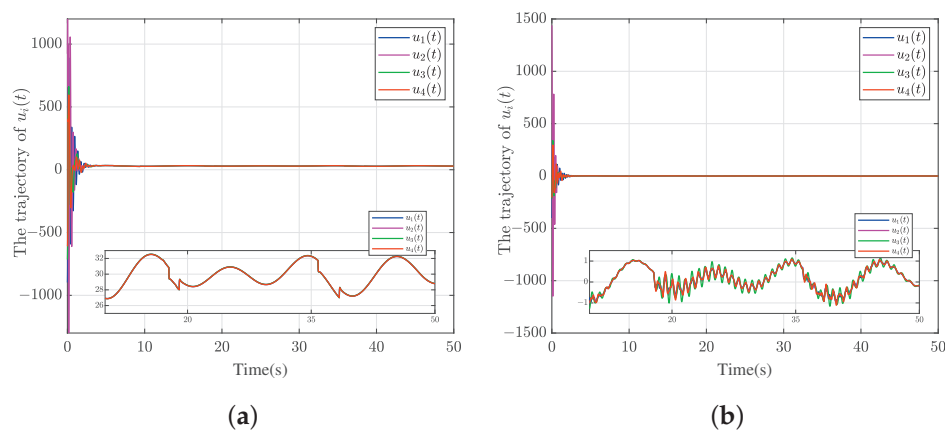 The trajectory of u_i(t)
1000
500
0
−500
−1000
u_1(t)
u_2(t)
u_3(t)
u_4(t)
u_1(t)
u_2(t)
u_3(t)
u_4(t)
32
30
28
26
20 35 50
0 10 20 30 40 50
Time(s)
(a)
The trajectory of u_i(t)
1500
1000
500
0
−500
−1000
−1500
u_1(t)
u_2(t)
u_3(t)
u_4(t)
u_1(t)
u_2(t)
u_3(t)
u_4(t)
1
0
−1
20 35 50
0 10 20 30 40 50
Time(s)
(b)